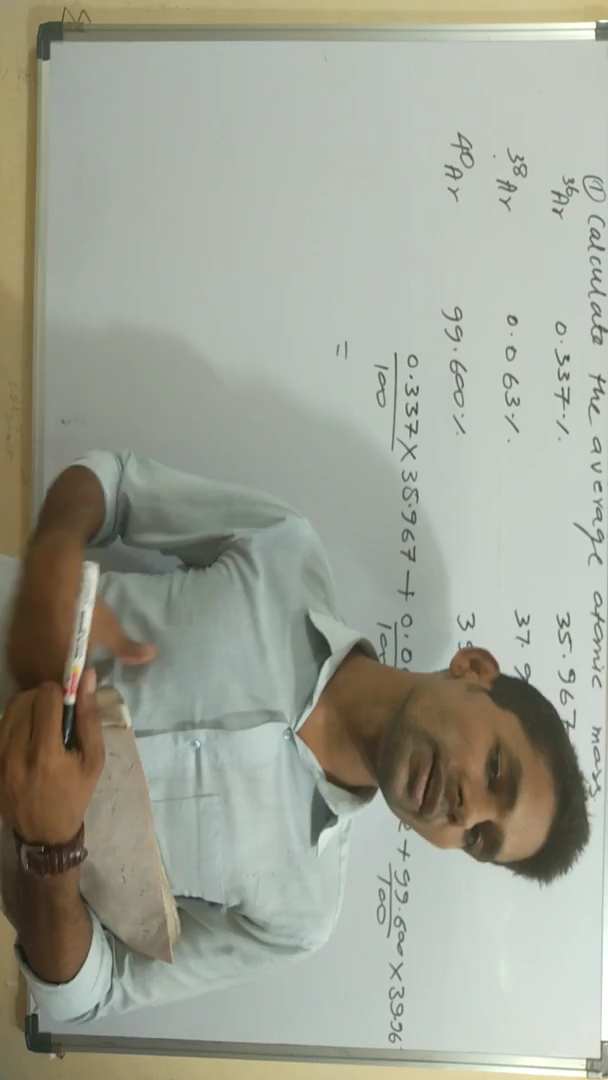 ① Calculate the average atomic mass
³⁶Ar 0.337% 35.967
³⁸Ar 0.063% 37.9
⁴⁰Ar 99.600% 39
0.337/100 × 35.967 + 0.0 2 + 99.600/100 × 39.96
=